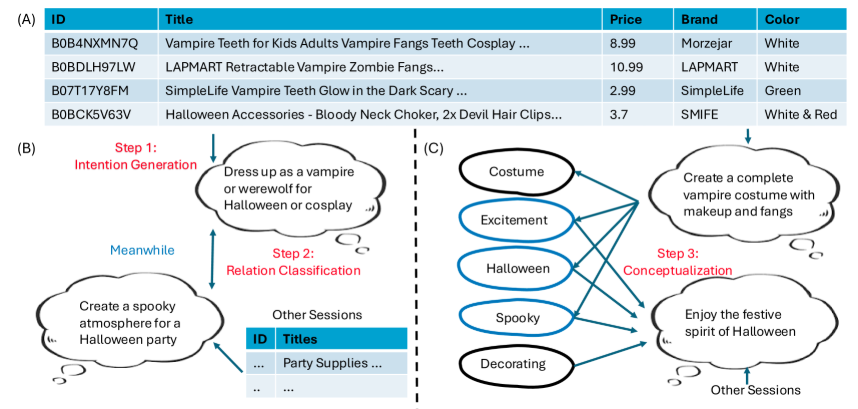 (A)
ID Title Price Brand Color
B0B4NXMN7Q Vampire Teeth for Kids Adults Vampire Fangs Teeth Cosplay ... 8.99 Morzejar White
B0BDLH97LW LAPMART Retractable Vampire Zombie Fangs... 10.99 LAPMART White
B07T17Y8FM SimpleLife Vampire Teeth Glow in the Dark Scary ... 2.99 SimpleLife Green
B0BCK5V63V Halloween Accessories - Bloody Neck Choker, 2x Devil Hair Clips... 3.7 SMIFE White & Red
(B)
Step 1:
Intention Generation
Dress up as a vampire
or werewolf for
Halloween or cosplay
Meanwhile
Step 2:
Relation Classification
Create a spooky
atmosphere for a
Halloween party
Other Sessions
ID Titles
... Party Supplies ...
.. ...
(C)
Costume
Excitement
Halloween
Spooky
Decorating
Create a complete
vampire costume with
makeup and fangs
Step 3:
Conceptualization
Enjoy the festive
spirit of Halloween
Other Sessions